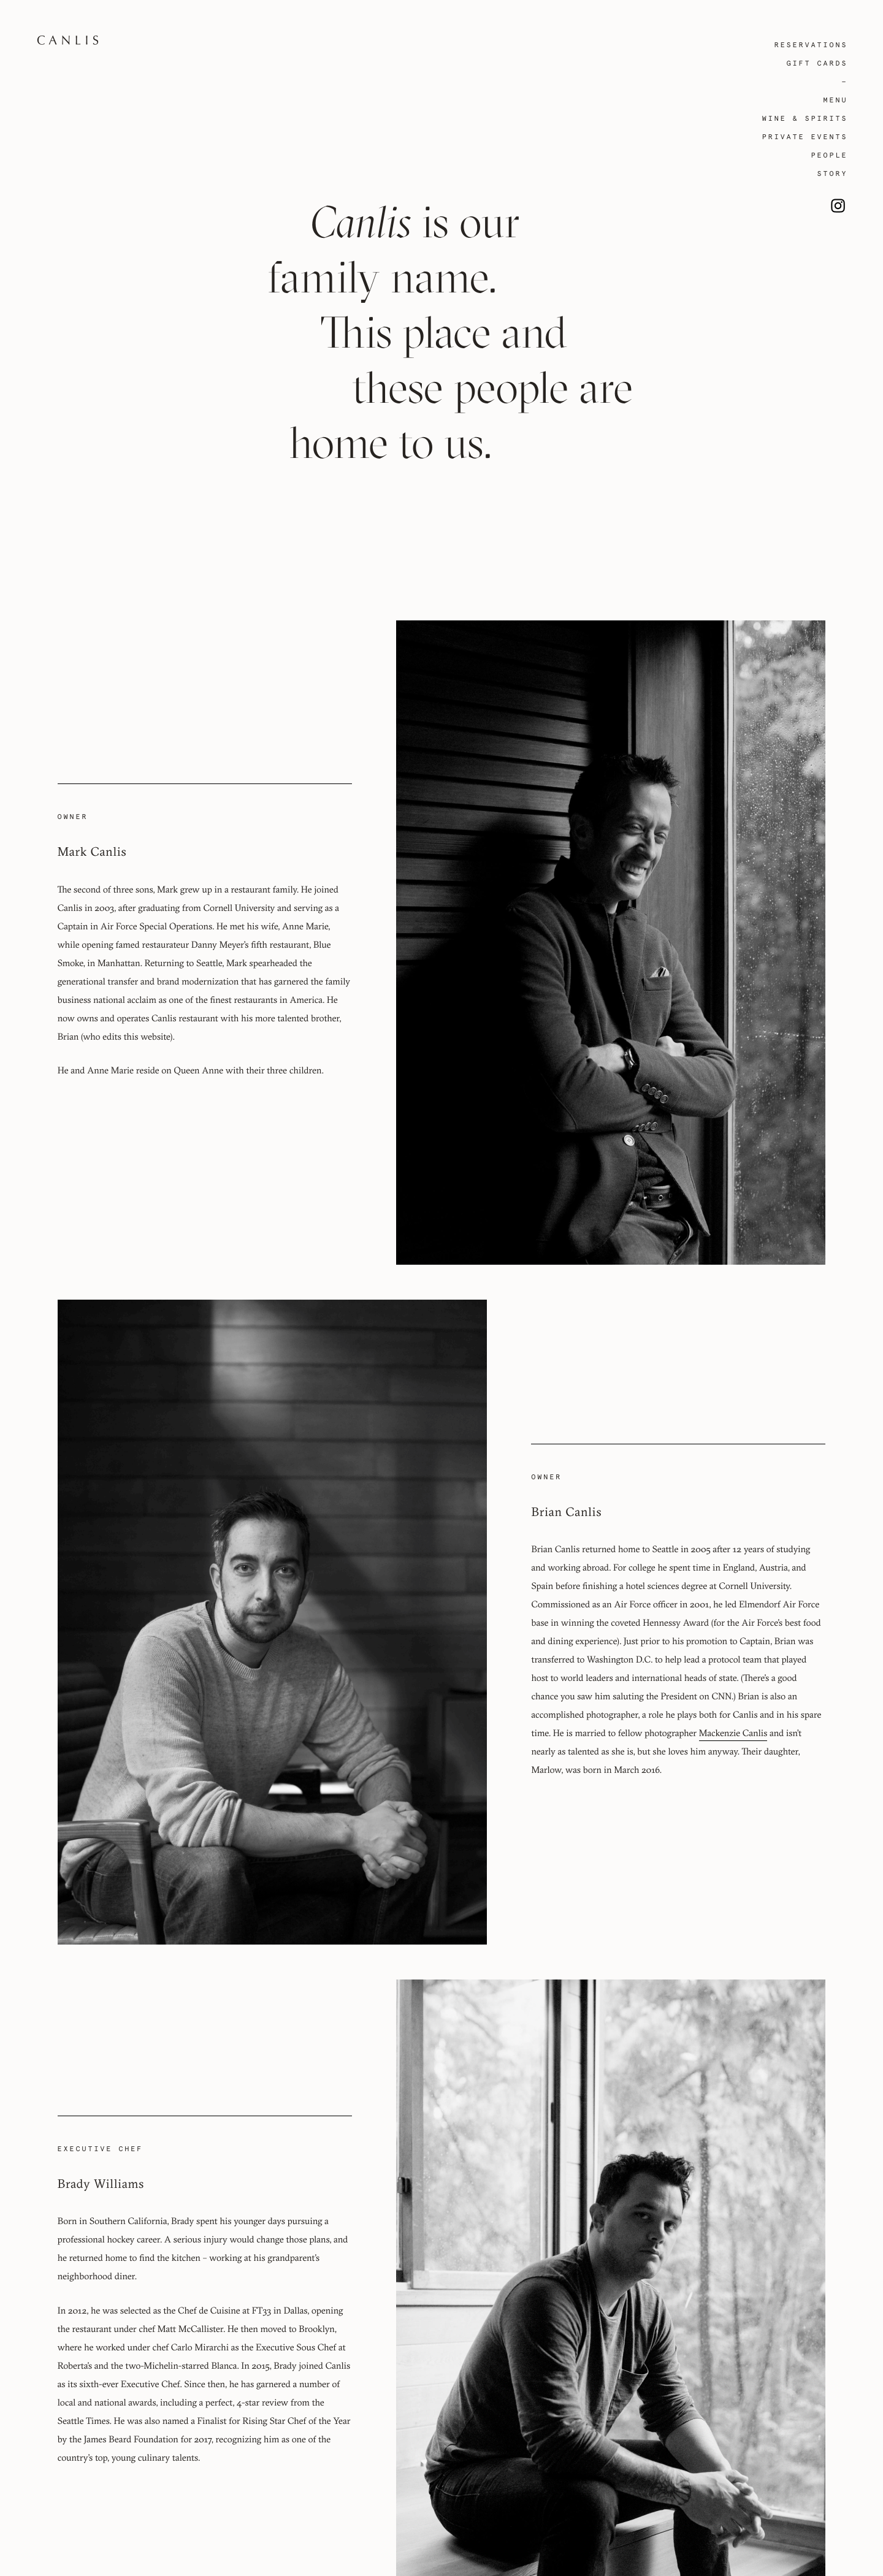 CANLIS
RESERVATIONS
GIFT CARDS
–
MENU
WINE & SPIRITS
PRIVATE EVENTS
PEOPLE
STORY
Canlis is our
family name.
This place and
these people are
home to us.
OWNER
Mark Canlis
The second of three sons, Mark grew up in a restaurant family. He joined
Canlis in 2003, after graduating from Cornell University and serving as a
Captain in Air Force Special Operations. He met his wife, Anne Marie,
while opening famed restaurateur Danny Meyer's fifth restaurant, Blue
Smoke, in Manhattan. Returning to Seattle, Mark spearheaded the
generational transfer and brand modernization that has garnered the family
business national acclaim as one of the finest restaurants in America. He
now owns and operates Canlis restaurant with his more talented brother,
Brian (who edits this website).
He and Anne Marie reside on Queen Anne with their three children.
OWNER
Brian Canlis
Brian Canlis returned home to Seattle in 2005 after 12 years of studying
and working abroad. For college he spent time in England, Austria, and
Spain before finishing a hotel sciences degree at Cornell University.
Commissioned as an Air Force officer in 2001, he led Elmendorf Air Force
base in winning the coveted Hennessy Award (for the Air Force's best food
and dining experience). Just prior to his promotion to Captain, Brian was
transferred to Washington D.C. to help lead a protocol team that played
host to world leaders and international heads of state. (There's a good
chance you saw him saluting the President on CNN.) Brian is also an
accomplished photographer, a role he plays both for Canlis and in his spare
time. He is married to fellow photographer Mackenzie Canlis and isn't
nearly as talented as she is, but she loves him anyway. Their daughter,
Marlow, was born in March 2016.
EXECUTIVE CHEF
Brady Williams
Born in Southern California, Brady spent his younger days pursuing a
professional hockey career. A serious injury would change those plans, and
he returned home to find the kitchen – working at his grandparent's
neighborhood diner.
In 2012, he was selected as the Chef de Cuisine at FT33 in Dallas, opening
the restaurant under chef Matt McCallister. He then moved to Brooklyn,
where he worked under chef Carlo Mirarchi as the Executive Sous Chef at
Roberta's and the two-Michelin-starred Blanca. In 2015, Brady joined Canlis
as its sixth-ever Executive Chef. Since then, he has garnered a number of
local and national awards, including a perfect, 4-star review from the
Seattle Times. He was also named a Finalist for Rising Star Chef of the Year
by the James Beard Foundation for 2017, recognizing him as one of the
country's top, young culinary talents.